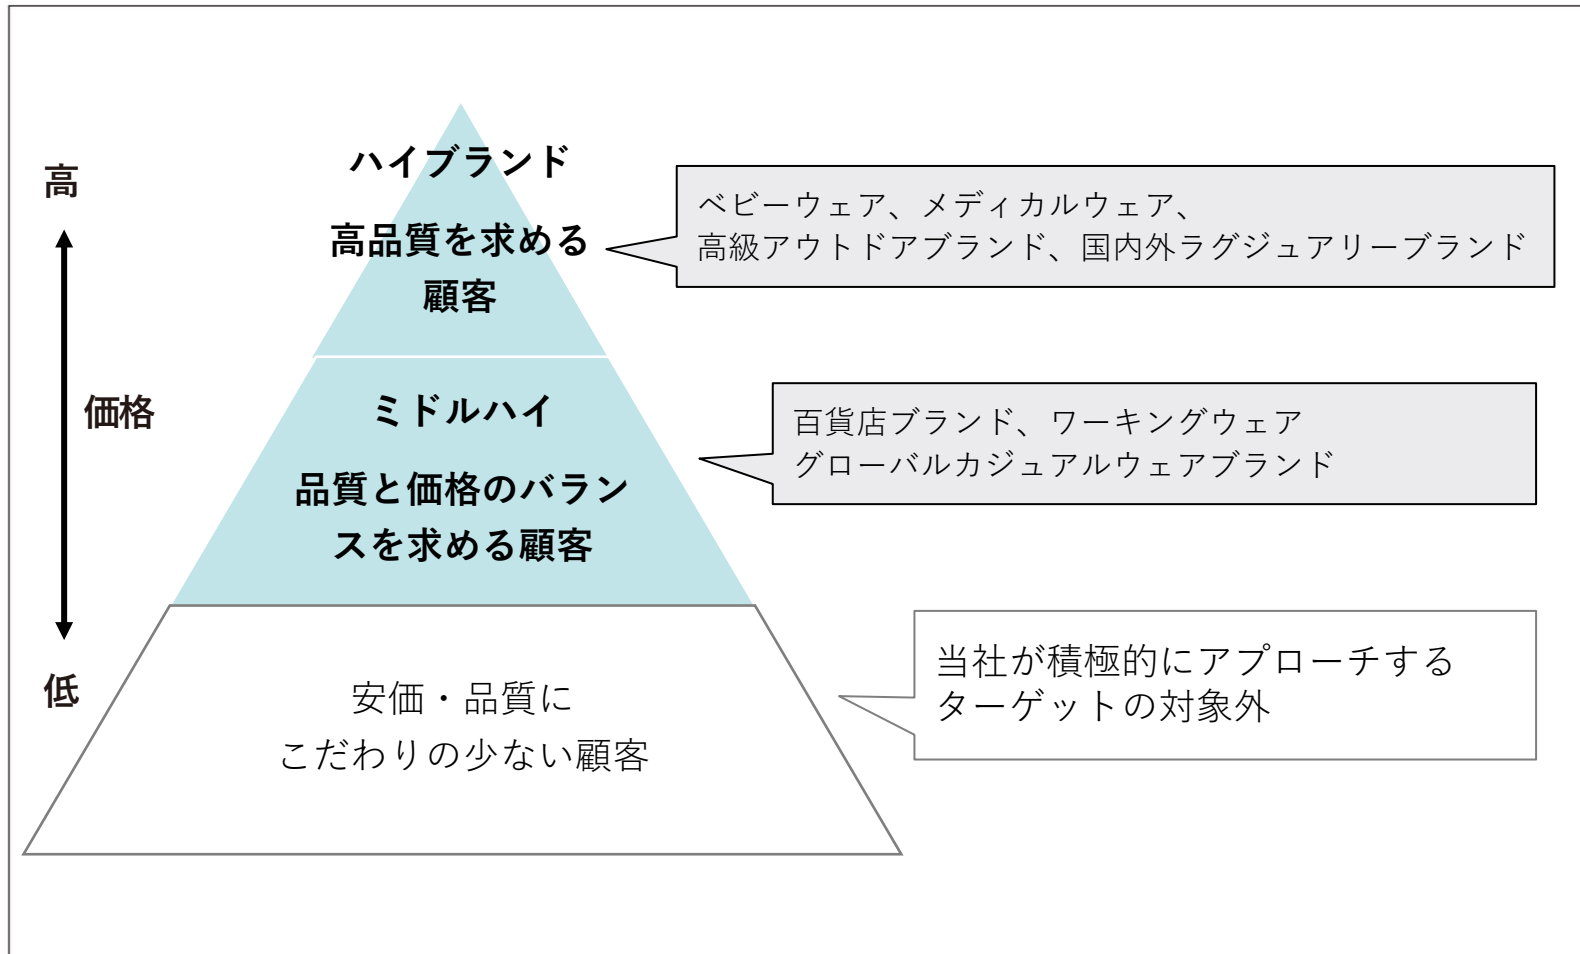 高
価格
低
ハイブランド
高品質を求める
顧客
ベビーウェア、メディカルウェア、
高級アウトドアブランド、国内外ラグジュアリーブランド
ミドルハイ
品質と価格のバラン
スを求める顧客
百貨店ブランド、ワーキングウェア
グローバルカジュアルウェアブランド
安価・品質に
こだわりの少ない顧客
当社が積極的にアプローチする
ターゲットの対象外